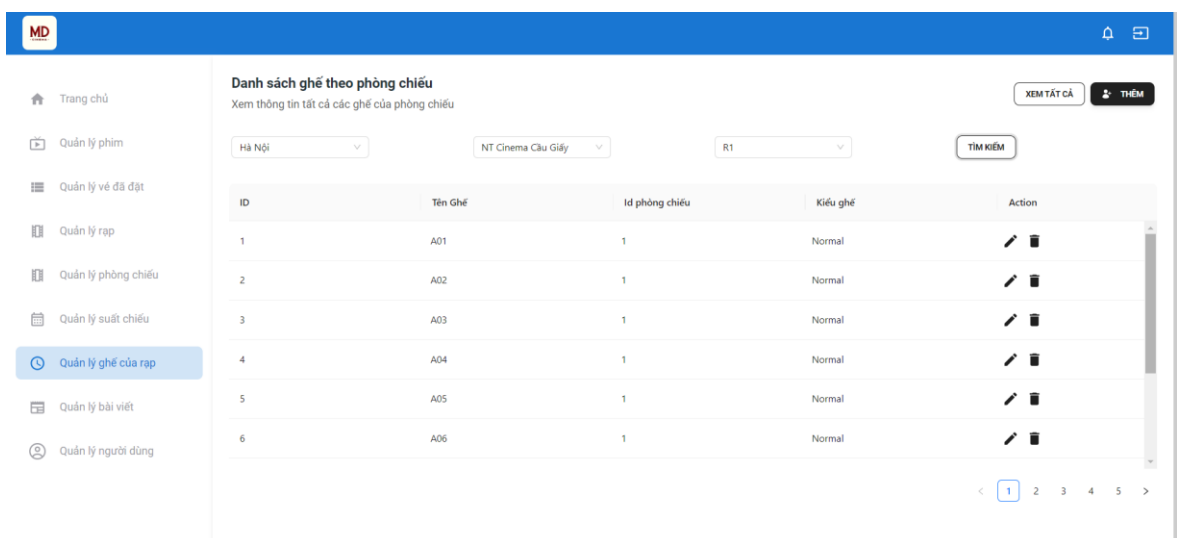 MD
Trang chủ
Quản lý phim
Quản lý vé đã đặt
Quản lý rạp
Quản lý phòng chiếu
Quản lý suất chiếu
Quản lý ghế của rạp
Quản lý bài viết
Quản lý người dùng
Danh sách ghế theo phòng chiếu
Xem thông tin tất cả các ghế của phòng chiếu
XEM TẤT CẢ THÊM
Hà Nội NT Cinema Cầu Giấy R1 TÌM KIẾM
ID Tên Ghế Id phòng chiếu Kiểu ghế Action
1 A01 1 Normal
2 A02 1 Normal
3 A03 1 Normal
4 A04 1 Normal
5 A05 1 Normal
6 A06 1 Normal
< 1 2 3 4 5 >